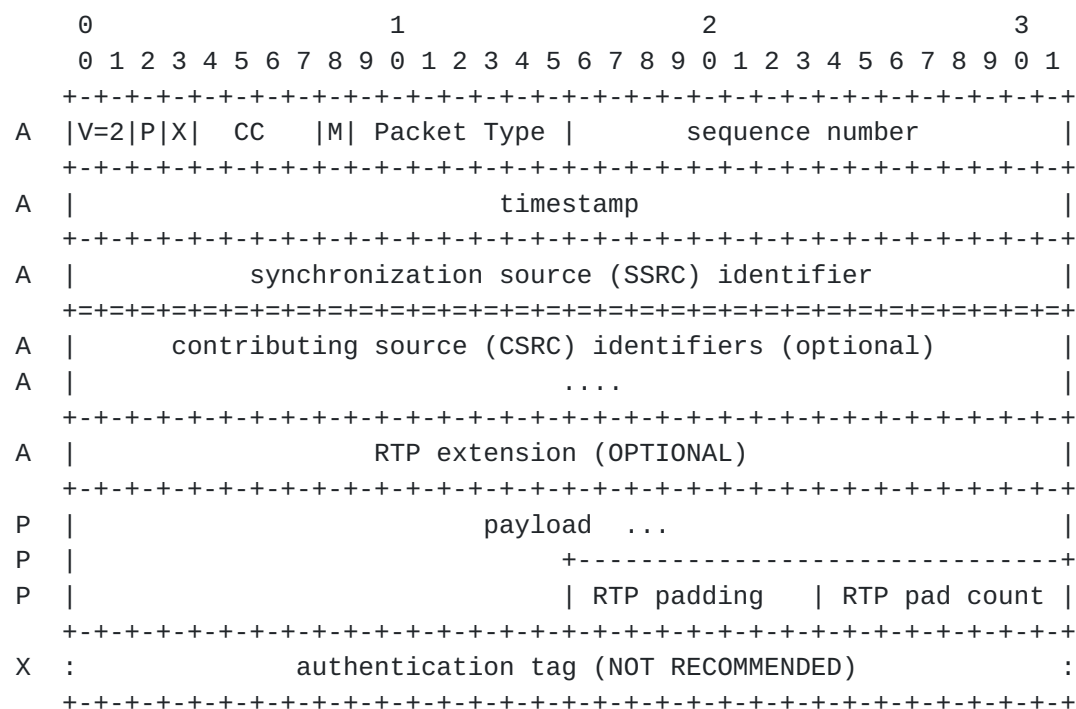 0                   1                   2                   3
     0 1 2 3 4 5 6 7 8 9 0 1 2 3 4 5 6 7 8 9 0 1 2 3 4 5 6 7 8 9 0 1
    +-+-+-+-+-+-+-+-+-+-+-+-+-+-+-+-+-+-+-+-+-+-+-+-+-+-+-+-+-+-+-+-+
A   |V=2|P|X|  CC   |M| Packet Type |       sequence number         |
    +-+-+-+-+-+-+-+-+-+-+-+-+-+-+-+-+-+-+-+-+-+-+-+-+-+-+-+-+-+-+-+-+
A   |                           timestamp                           |
    +-+-+-+-+-+-+-+-+-+-+-+-+-+-+-+-+-+-+-+-+-+-+-+-+-+-+-+-+-+-+-+-+
A   |           synchronization source (SSRC) identifier            |
    +=+=+=+=+=+=+=+=+=+=+=+=+=+=+=+=+=+=+=+=+=+=+=+=+=+=+=+=+=+=+=+=+
A   |      contributing source (CSRC) identifiers (optional)        |
A   |                               ....                            |
    +-+-+-+-+-+-+-+-+-+-+-+-+-+-+-+-+-+-+-+-+-+-+-+-+-+-+-+-+-+-+-+-+
A   |                   RTP extension (OPTIONAL)                    |
    +-+-+-+-+-+-+-+-+-+-+-+-+-+-+-+-+-+-+-+-+-+-+-+-+-+-+-+-+-+-+-+-+
P   |                          payload  ...                         |
P   |                               +-------------------------------+
P   |                               | RTP padding   | RTP pad count |
    +-+-+-+-+-+-+-+-+-+-+-+-+-+-+-+-+-+-+-+-+-+-+-+-+-+-+-+-+-+-+-+-+
X   :              authentication tag (NOT RECOMMENDED)             :
    +-+-+-+-+-+-+-+-+-+-+-+-+-+-+-+-+-+-+-+-+-+-+-+-+-+-+-+-+-+-+-+-+